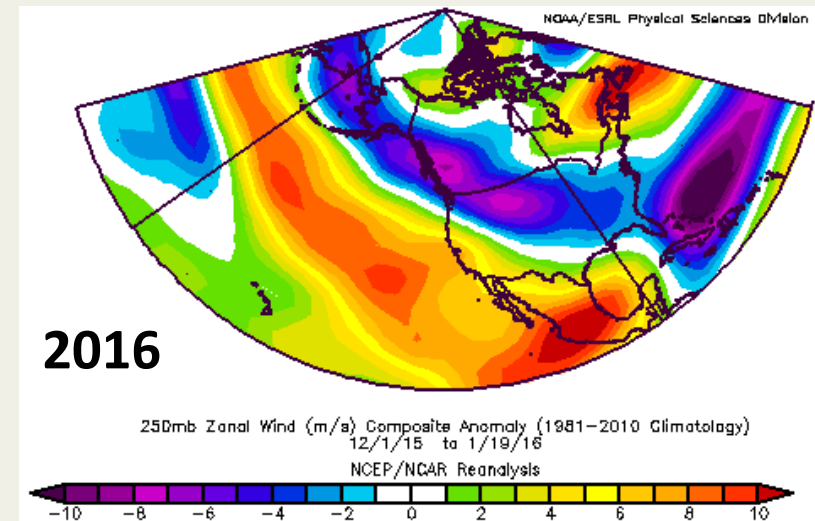 NOAA/ESRL Physical Sciences Division
2016
250mb Zonal Wind (m/s) Composite Anomaly (1981-2010 Climatology)
12/1/15 to 1/19/16
NCEP/NCAR Reanalysis
-10 -8 -6 -4 -2 0 2 4 6 8 10